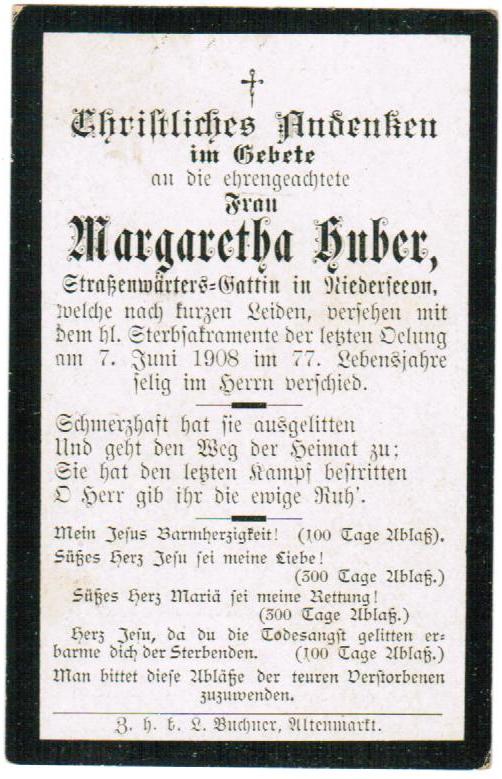 Christliches Andenken
im Gebete
an die ehrengeachtete
Frau
Margaretha Huber,
Straßenwärters-Gattin in Niederseeon,
welche nach kurzen Leiden, versehen mit
dem hl. Sterbsakramente der letzten Oelung
am 7. Juni 1908 im 77. Lebensjahre
selig im Herrn verschied.
Schmerzhaft hat sie ausgelitten
Und geht den Weg der Heimat zu;
Sie hat den letzten Kampf bestritten
O Herr gib ihr die ewige Ruh'.
Mein Jesus Barmherzigkeit! (100 Tage Ablaß).
Süßes Herz Jesu sei meine Liebe!
(300 Tage Ablaß.)
Süßes Herz Mariä sei meine Rettung!
(300 Tage Ablaß.)
Herz Jesu, da du die Todesangst gelitten er-
barme dich der Sterbenden. (100 Tage Ablaß.)
Man bittet diese Abläße der teuren Verstorbenen
zuzuwenden.
Z. h. b. L. Buchner, Altenmarkt.